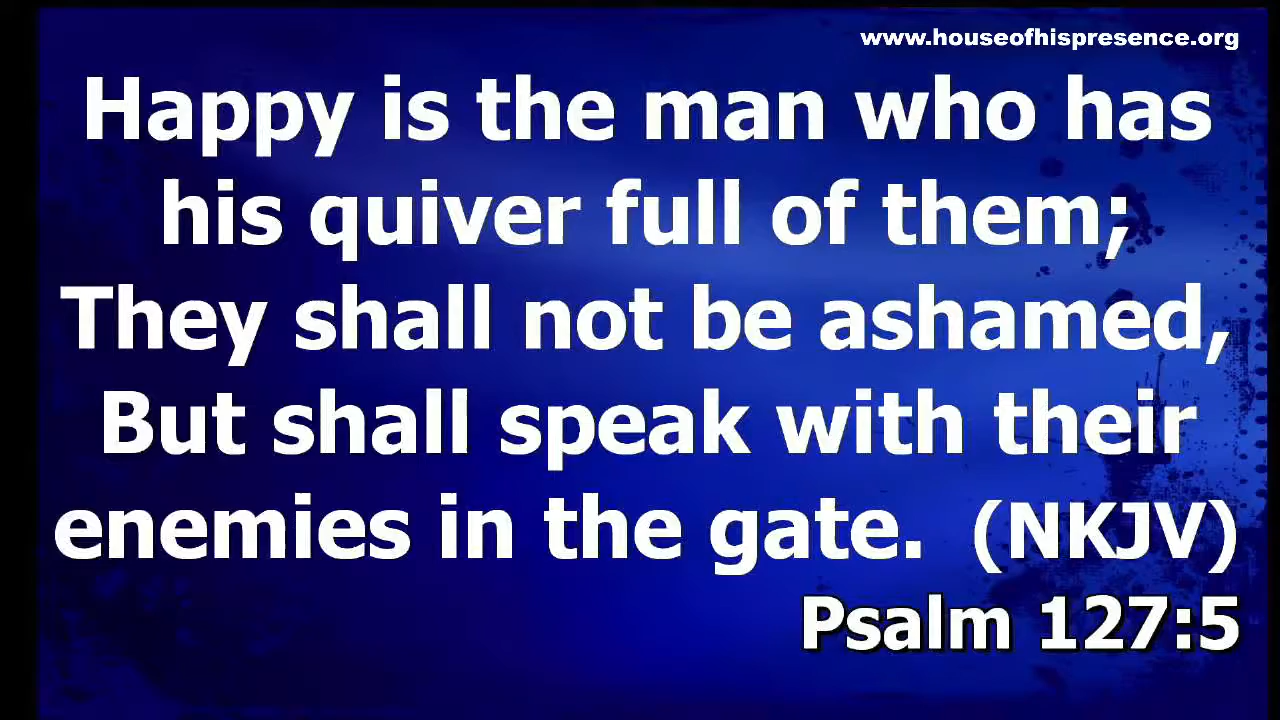 www.houseofhispresence.org
Happy is the man who has
his quiver full of them;
They shall not be ashamed,
But shall speak with their
enemies in the gate.  (NKJV)
Psalm 127:5